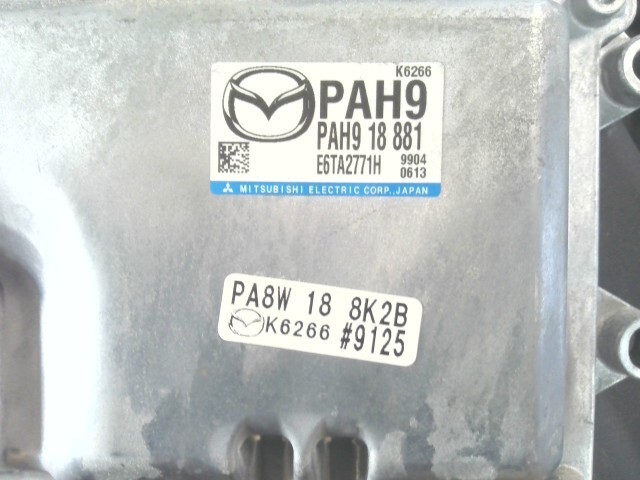 K6266
PAH9
PAH9 18 881
E6TA2771H 9904
0613
MITSUBISHI ELECTRIC CORP., JAPAN
PA8W 18 8K2B
K6266 #9125